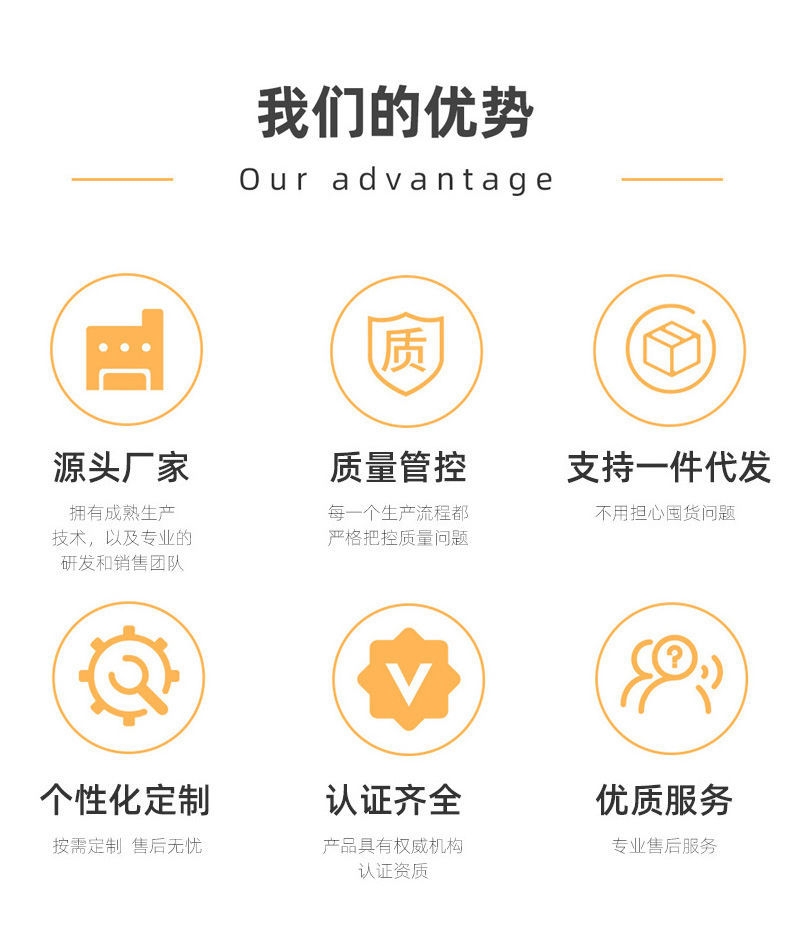 我们的优势
Our advantage
质
源头厂家
拥有成熟生产
技术，以及专业的
研发和销售团队
质量管控
每一个生产流程都
严格把控质量问题
支持一件代发
不用担心囤货问题
?
V
个性化定制
按需定制 售后无忧
认证齐全
产品具有权威机构
认证资质
优质服务
专业售后服务